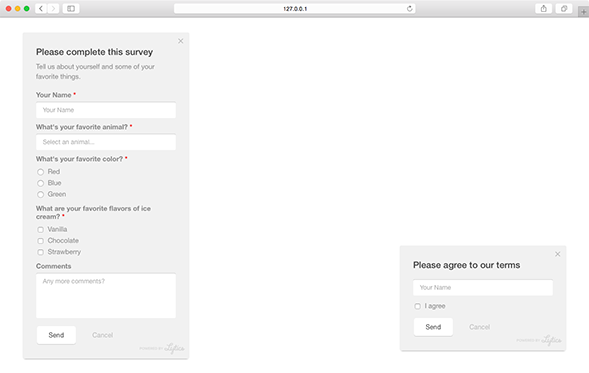 127.0.0.1
Please complete this survey
Tell us about yourself and some of your
favorite things.
Your Name *
Your Name
What's your favorite animal? *
Select an animal...
What's your favorite color? *
Red
Blue
Green
What are your favorite flavors of ice
cream? *
Vanilla
Chocolate
Strawberry
Comments
Any more comments?
Send Cancel
POWERED BY Lytics
Please agree to our terms
Your Name
I agree
Send Cancel
POWERED BY Lytics